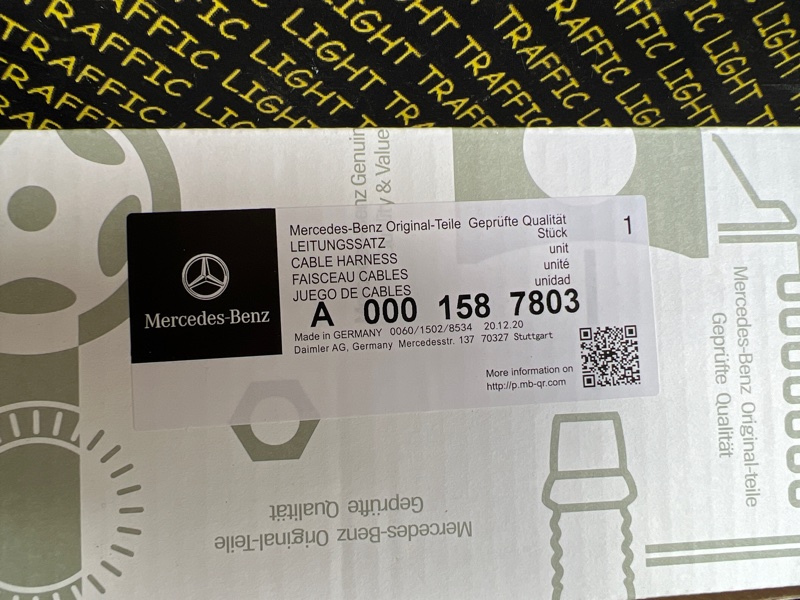 TRAFFIC LIGHT TRAFFIC LIGHT TRAFFIC LIGHT
Mercedes-Benz Original-Teile Geprüfte Qualität
1
LEITUNGSSATZ Stück
CABLE HARNESS unit
FAISCEAU CABLES unité
JUEGO DE CABLES unidad
A 000 158 7803
Mercedes-Benz
Made in GERMANY 0060/1502/8534 20.12.20
Daimler AG, Germany Mercedesstr. 137 70327 Stuttgart
More information on
http://p.mb-qr.com
Mercedes-Benz Original-teile
Geprüfte Qualität
Mercedes-Benz Original-Teile
Geprüfte Qualität
nz Genuin
y & Value